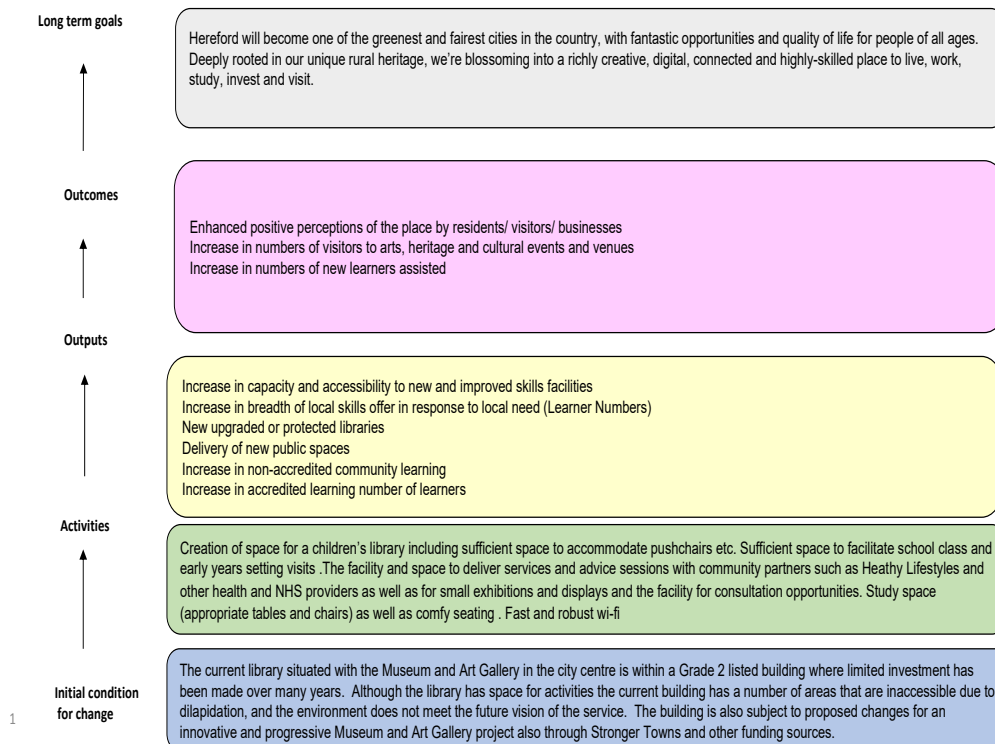 Long term goals
Hereford will become one of the greenest and fairest cities in the country, with fantastic opportunities and quality of life for people of all ages.
Deeply rooted in our unique rural heritage, we're blossoming into a richly creative, digital, connected and highly-skilled place to live, work,
study, invest and visit.
Outcomes
Enhanced positive perceptions of the place by residents/ visitors/ businesses
Increase in numbers of visitors to arts, heritage and cultural events and venues
Increase in numbers of new learners assisted
Outputs
Increase in capacity and accessibility to new and improved skills facilities
Increase in breadth of local skills offer in response to local need (Learner Numbers)
New upgraded or protected libraries
Delivery of new public spaces
Increase in non-accredited community learning
Increase in accredited learning number of learners
Activities
Creation of space for a children's library including sufficient space to accommodate pushchairs etc. Sufficient space to facilitate school class and
early years setting visits .The facility and space to deliver services and advice sessions with community partners such as Heathy Lifestyles and
other health and NHS providers as well as for small exhibitions and displays and the facility for consultation opportunities. Study space
(appropriate tables and chairs) as well as comfy seating . Fast and robust wi-fi
Initial condition
for change
The current library situated with the Museum and Art Gallery in the city centre is within a Grade 2 listed building where limited investment has
been made over many years. Although the library has space for activities the current building has a number of areas that are inaccessible due to
dilapidation, and the environment does not meet the future vision of the service. The building is also subject to proposed changes for an
innovative and progressive Museum and Art Gallery project also through Stronger Towns and other funding sources.
1